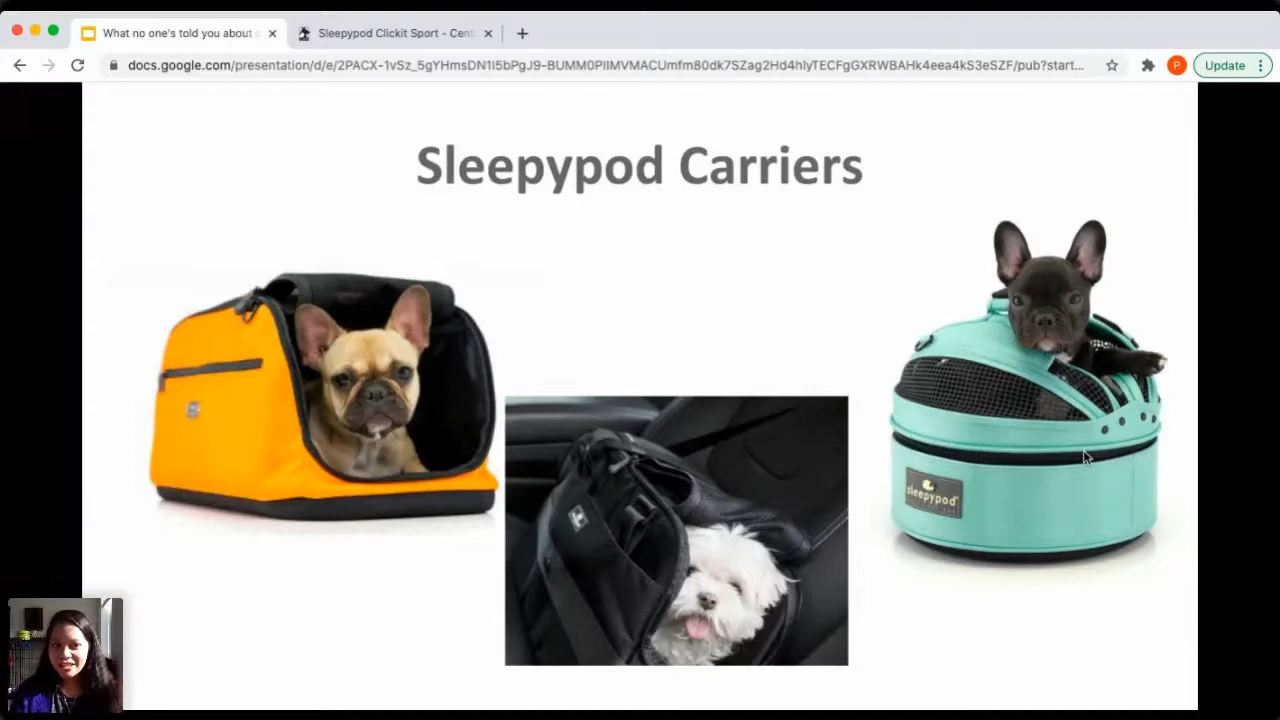 What no one's told you about c
Sleepypod Clickit Sport - Cent
docs.google.com/presentation/d/e/2PACX-1vSz_5gYHmsDN1I5bPgJ9-BUMM0PIIMVMACUmfm80dk7SZag2Hd4hIyTECFgGXRWBAHk4eea4kS3eSZF/pub?start...
P
Update
Sleepypod Carriers
sleepypod